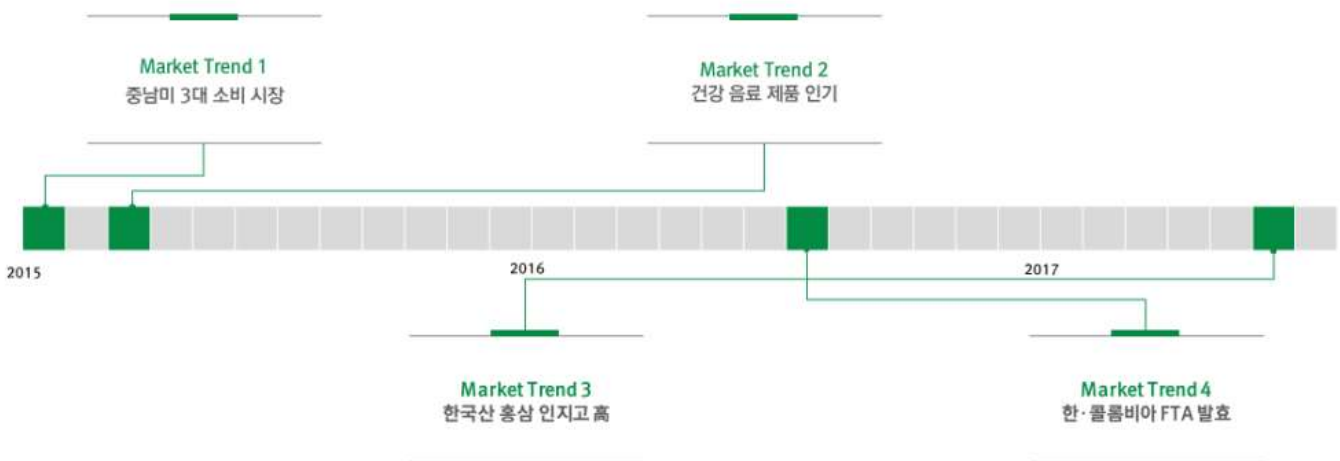 Market Trend 1
중남미 3대 소비 시장
Market Trend 2
건강 음료 제품 인기
2015
2016
2017
Market Trend 3
한국산 홍삼 인지고 高
Market Trend 4
한·콜롬비아 FTA 발효